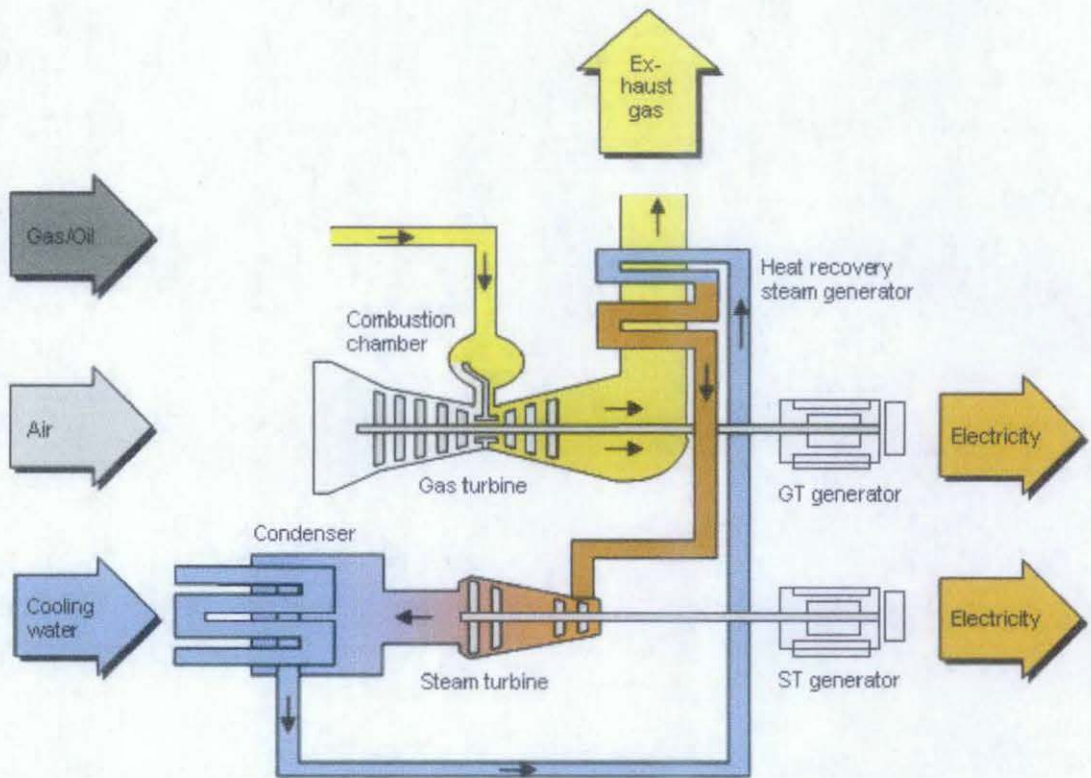 Ex-
haust
gas
Gas/Oil
Heat recovery
steam generator
Combustion
chamber
Air
Electricity
Gas turbine
GT generator
Condenser
Cooling
water
Electricity
Steam turbine
ST generator